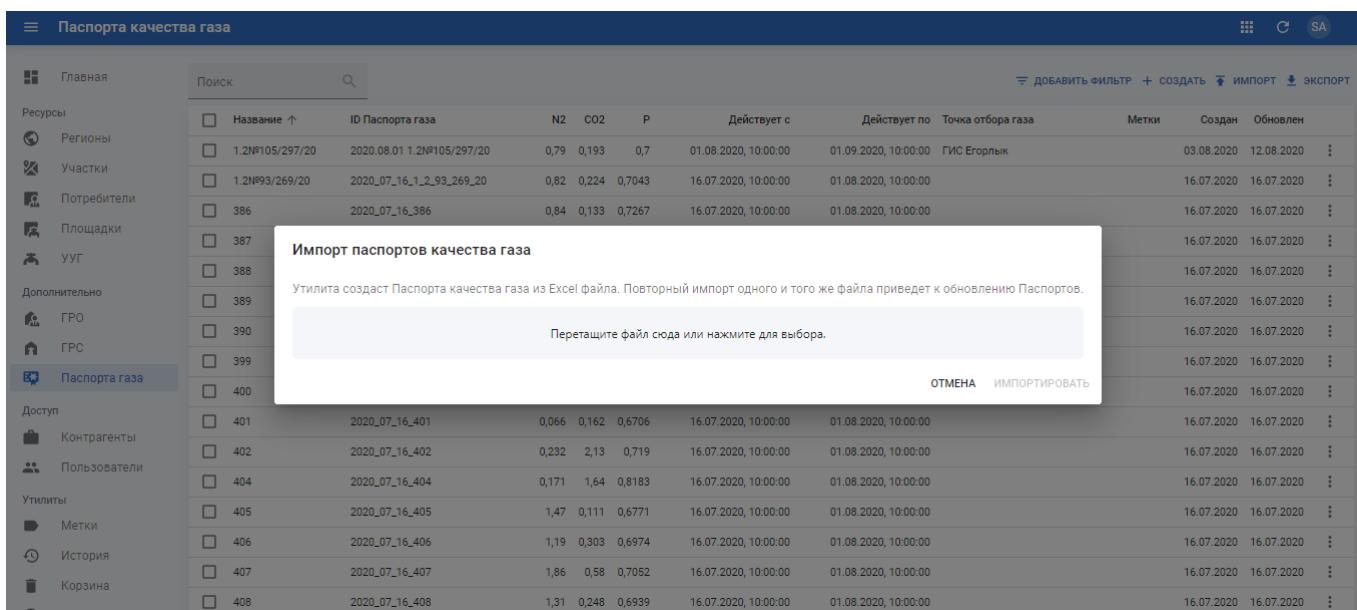 Паспорта качества газа
SA
Главная
Ресурсы
Регионы
Участки
Потребители
Площадки
УУГ
Дополнительно
ГРО
ГРС
Паспорта газа
Доступ
Контрагенты
Пользователи
Утилиты
Метки
История
Корзина
Поиск
ДОБАВИТЬ ФИЛЬТР + СОЗДАТЬ ИМПОРТ ЭКСПОРТ
Название ↑ ID Паспорта газа N2 CO2 P Действует с Действует по Точка отбора газа Метки Создан Обновлен
1.2№105/297/20 2020.08.01 1.2№105/297/20 0,79 0,193 0,7 01.08.2020, 10:00:00 01.09.2020, 10:00:00 ГИС Егорлык 03.08.2020 12.08.2020
1.2№93/269/20 2020_07_16_1_2_93_269_20 0,82 0,224 0,7043 16.07.2020, 10:00:00 01.08.2020, 10:00:00 16.07.2020 16.07.2020
386 2020_07_16_386 0,84 0,133 0,7267 16.07.2020, 10:00:00 01.08.2020, 10:00:00 16.07.2020 16.07.2020
387 16.07.2020 16.07.2020
388 16.07.2020 16.07.2020
389 16.07.2020 16.07.2020
390 16.07.2020 16.07.2020
399 16.07.2020 16.07.2020
400 16.07.2020 16.07.2020
Импорт паспортов качества газа
Утилита создаст Паспорта качества газа из Excel файла. Повторный импорт одного и того же файла приведет к обновлению Паспортов.
Перетащите файл сюда или нажмите для выбора.
ОТМЕНА ИМПОРТИРОВАТЬ
401 2020_07_16_401 0,066 0,162 0,6706 16.07.2020, 10:00:00 01.08.2020, 10:00:00 16.07.2020 16.07.2020
402 2020_07_16_402 0,232 2,13 0,719 16.07.2020, 10:00:00 01.08.2020, 10:00:00 16.07.2020 16.07.2020
404 2020_07_16_404 0,171 1,64 0,8183 16.07.2020, 10:00:00 01.08.2020, 10:00:00 16.07.2020 16.07.2020
405 2020_07_16_405 1,47 0,111 0,6771 16.07.2020, 10:00:00 01.08.2020, 10:00:00 16.07.2020 16.07.2020
406 2020_07_16_406 1,19 0,303 0,6974 16.07.2020, 10:00:00 01.08.2020, 10:00:00 16.07.2020 16.07.2020
407 2020_07_16_407 1,86 0,58 0,7052 16.07.2020, 10:00:00 01.08.2020, 10:00:00 16.07.2020 16.07.2020
408 2020_07_16_408 1,31 0,248 0,6939 16.07.2020, 10:00:00 01.08.2020, 10:00:00 16.07.2020 16.07.2020